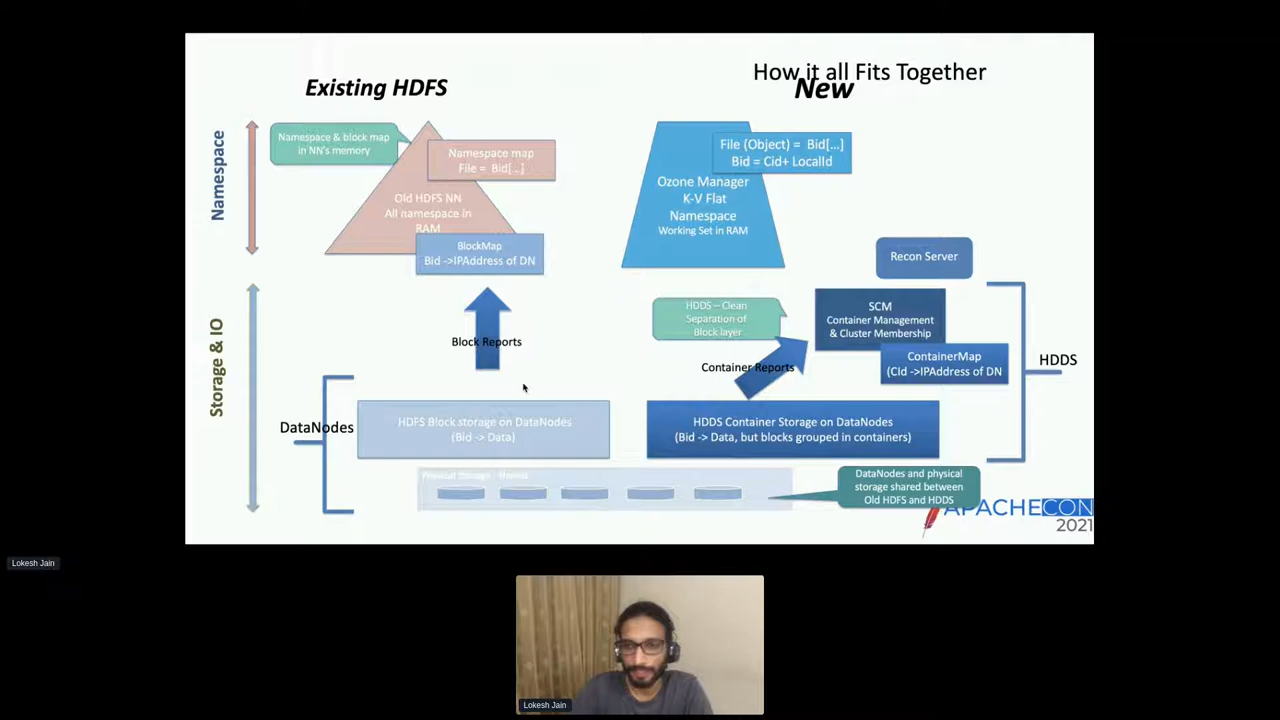 How it all Fits Together
Existing HDFS
New
Namespace
Namespace & block map
in NN's memory
Namespace map
File = Bid[..]
Old HDFS NN
All namespace in
RAM
BlockMap
Bid ->IPAddress of DN
File (Object) = Bid[...]
Bid = Cid+ LocalId
Ozone Manager
K-V Flat
Namespace
Working Set in RAM
Recon Server
Storage & IO
Block Reports
HDDS – Clean
Separation of
Block layer
SCM
Container Management
& Cluster Membership
Container Reports
ContainerMap
(CId ->IPAddress of DN
HDDS
DataNodes
HDFS Block storage on DataNodes
(Bid -> Data)
HDDS Container Storage on DataNodes
(Bid -> Data, but blocks grouped in containers)
Physical Storage
DataNodes and physical
storage shared between
Old HDFS and HDDS
APACHECON
2021
Lokesh Jain
Lokesh Jain